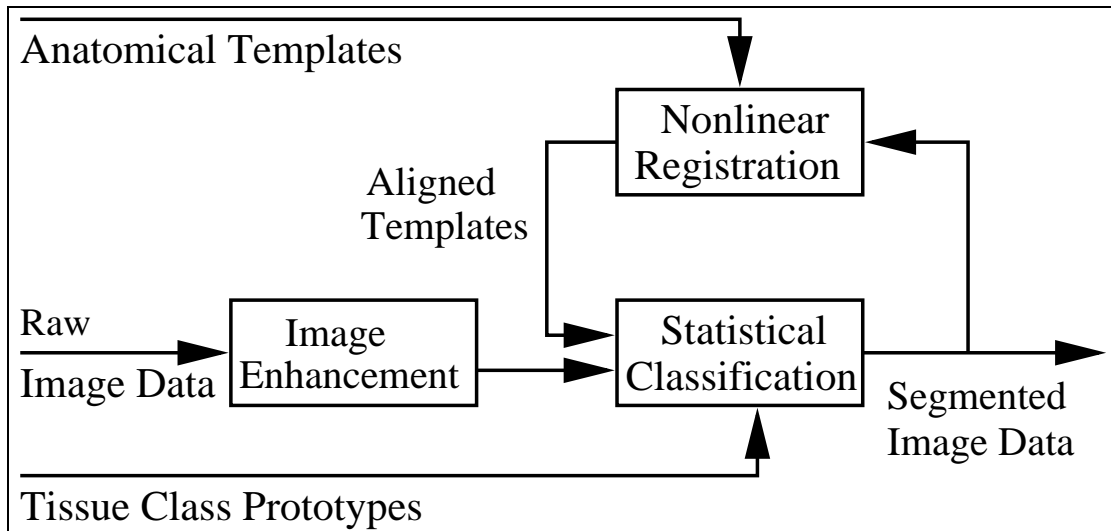 Anatomical Templates
Nonlinear
Registration
Aligned
Templates
Raw
Image Data
Image
Enhancement
Statistical
Classification
Segmented
Image Data
Tissue Class Prototypes